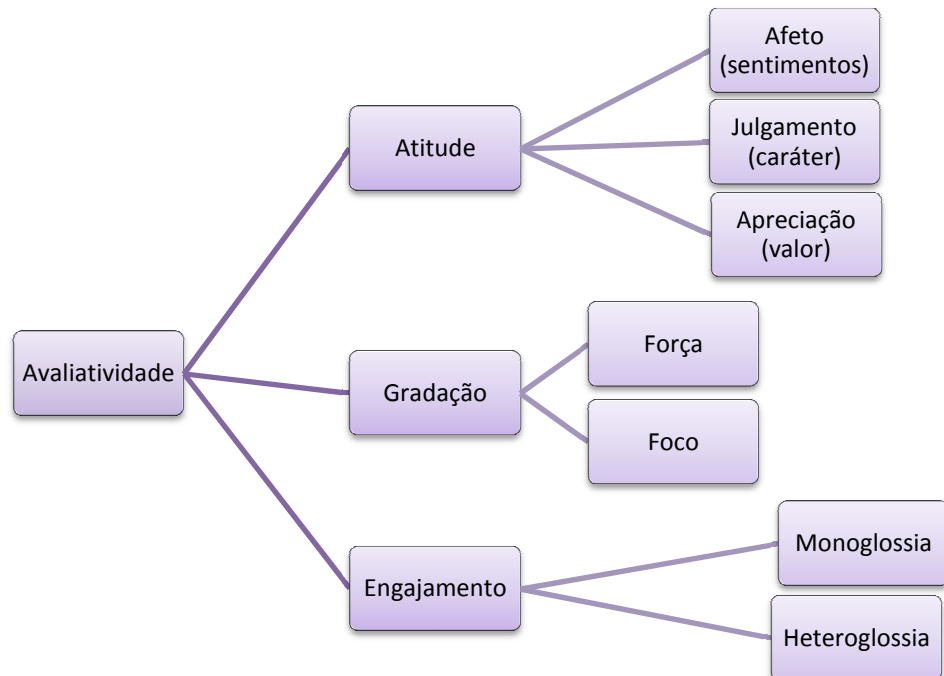 Afeto
(sentimentos)
Atitude
Julgamento
(caráter)
Apreciação
(valor)
Avaliatividade
Gradação
Força
Foco
Engajamento
Monoglossia
Heteroglossia